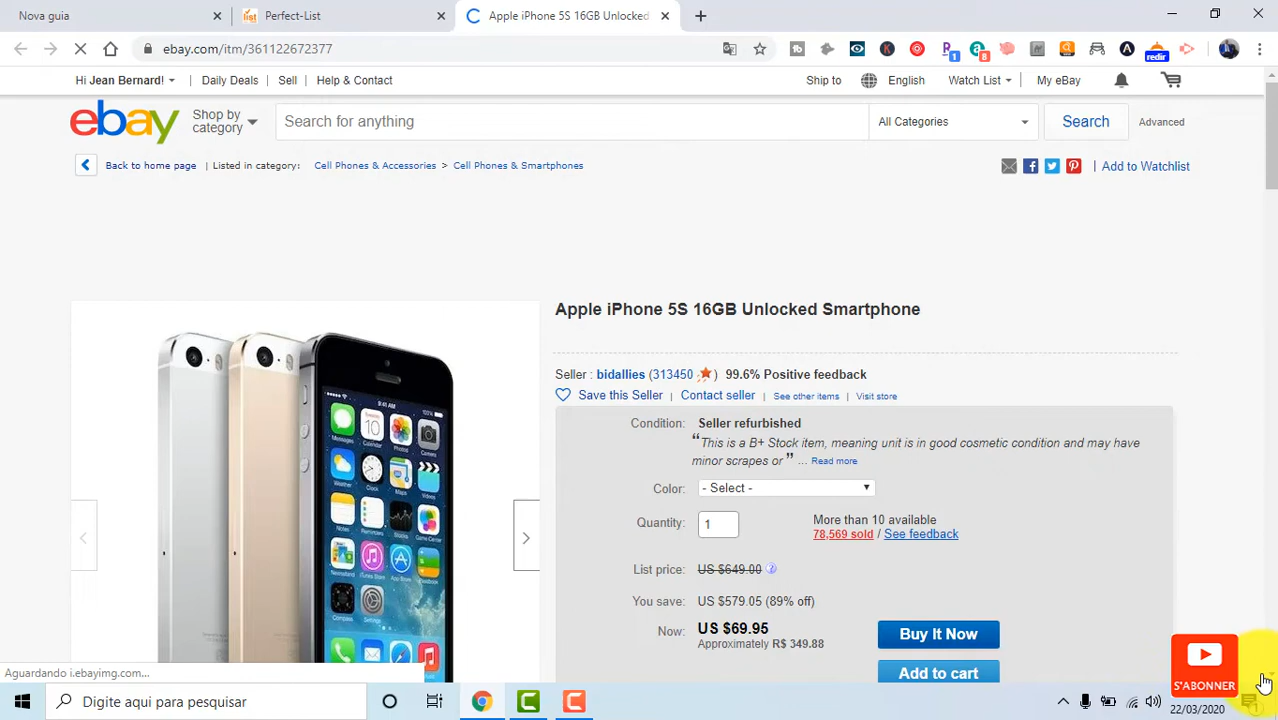 Nova guia
list Perfect-List
Apple iPhone 5S 16GB Unlocked
ebay.com/itm/361122672377
1
8
redir
Hi Jean Bernard!
Daily Deals
Sell
Help & Contact
Ship to
English
Watch List
My eBay
ebay
Shop by category
Search for anything
All Categories
Search
Advanced
Back to home page | Listed in category: Cell Phones & Accessories > Cell Phones & Smartphones
| Add to Watchlist
Apple iPhone 5S 16GB Unlocked Smartphone
Seller : bidallies (313450 ) 99.6% Positive feedback
Save this Seller | Contact seller | See other items | Visit store
Condition: Seller refurbished
“This is a B+ Stock item, meaning unit is in good cosmetic condition and may have
minor scrapes or ” ... Read more
Color: - Select -
Quantity: 1
More than 10 available
78,569 sold / See feedback
List price: US $649.00
You save: US $579.05 (89% off)
Now: US $69.95
Approximately R$ 349.88
Buy It Now
Add to cart
Aguardando i.ebayimg.com...
S'ABONNER
Digite aqui para pesquisar
22/03/2020
1